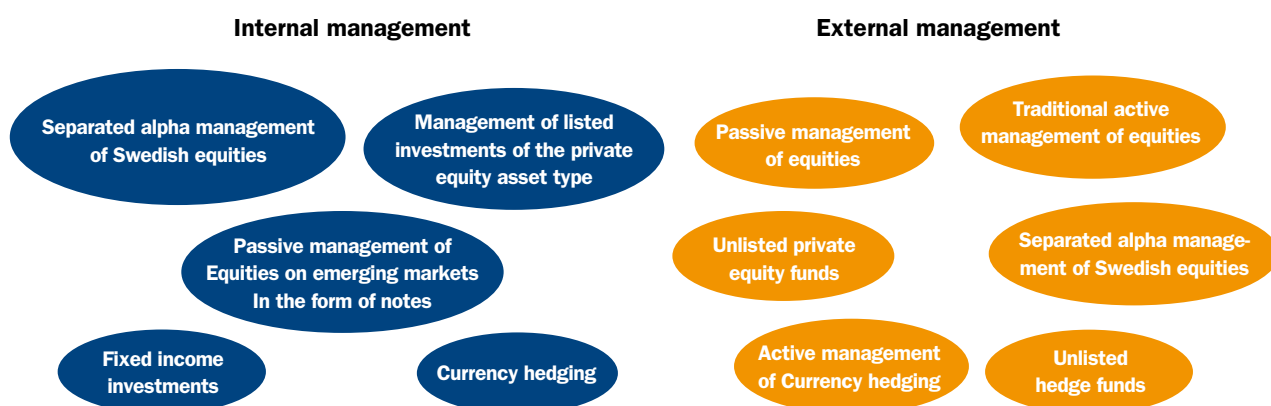 Internal management
External management
Separated alpha management
of Swedish equities
Management of listed
investments of the private
equity asset type
Passive management of
Equities on emerging markets
In the form of notes
Fixed income
investments
Currency hedging
Passive management
of equities
Traditional active
management of equities
Unlisted private
equity funds
Separated alpha manage-
ment of Swedish equities
Active management
of Currency hedging
Unlisted
hedge funds